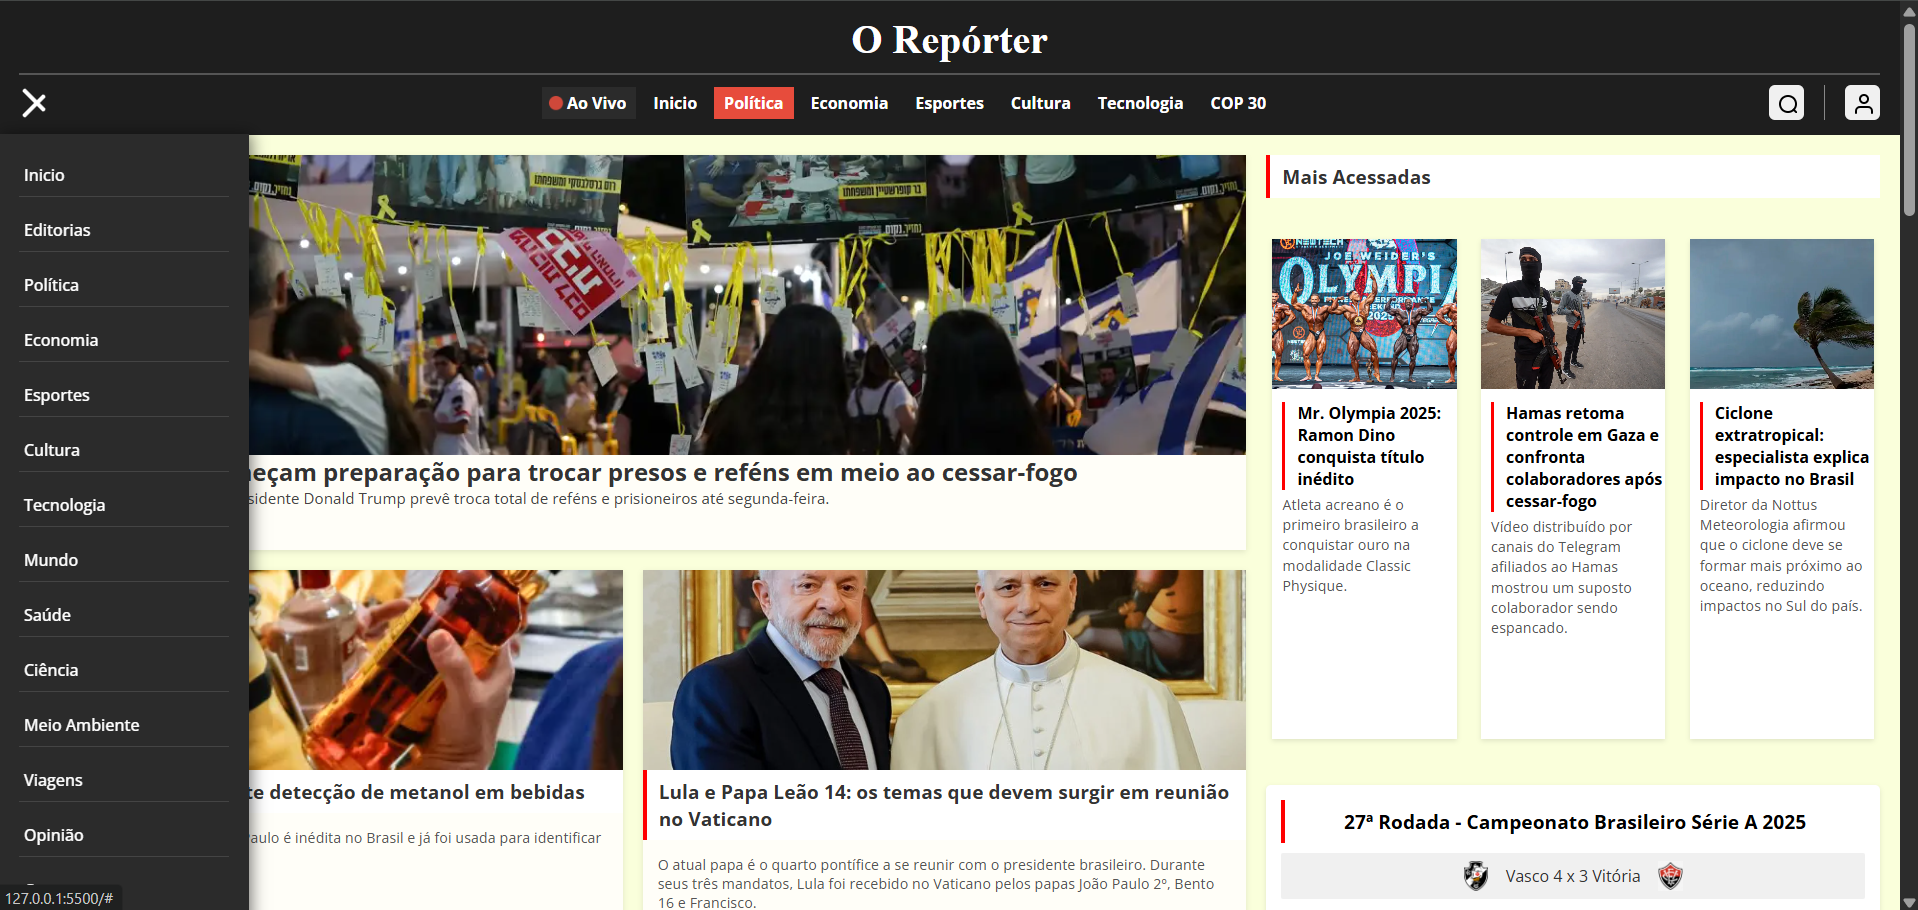 O Repórter
Ao Vivo Inicio Política Economia Esportes Cultura Tecnologia COP 30
Inicio
Editorias
Política
Economia
Esportes
Cultura
Tecnologia
Mundo
Saúde
Ciência
Meio Ambiente
Viagens
Opinião
127.0.0.1:5500/#
eçam preparação para trocar presos e reféns em meio ao cessar-fogo
sidente Donald Trump prevê troca total de reféns e prisioneiros até segunda-feira.
te detecção de metanol em bebidas
aulo é inédita no Brasil e já foi usada para identificar
Lula e Papa Leão 14: os temas que devem surgir em reunião
no Vaticano
O atual papa é o quarto pontífice a se reunir com o presidente brasileiro. Durante
seus três mandatos, Lula foi recebido no Vaticano pelos papas João Paulo 2º, Bento
16 e Francisco.
Mais Acessadas
NEWTECH
JOE WEIDER'S
OLYMPIA
2025
Mr. Olympia 2025:
Ramon Dino
conquista título
inédito
Atleta acreano é o
primeiro brasileiro a
conquistar ouro na
modalidade Classic
Physique.
Hamas retoma
controle em Gaza e
confronta
colaboradores após
cessar-fogo
Vídeo distribuído por
canais do Telegram
afiliados ao Hamas
mostrou um suposto
colaborador sendo
espancado.
Ciclone
extratropical:
especialista explica
impacto no Brasil
Diretor da Nottus
Meteorologia afirmou
que o ciclone deve se
formar mais próximo ao
oceano, reduzindo
impactos no Sul do país.
27ª Rodada - Campeonato Brasileiro Série A 2025
Vasco 4 x 3 Vitória